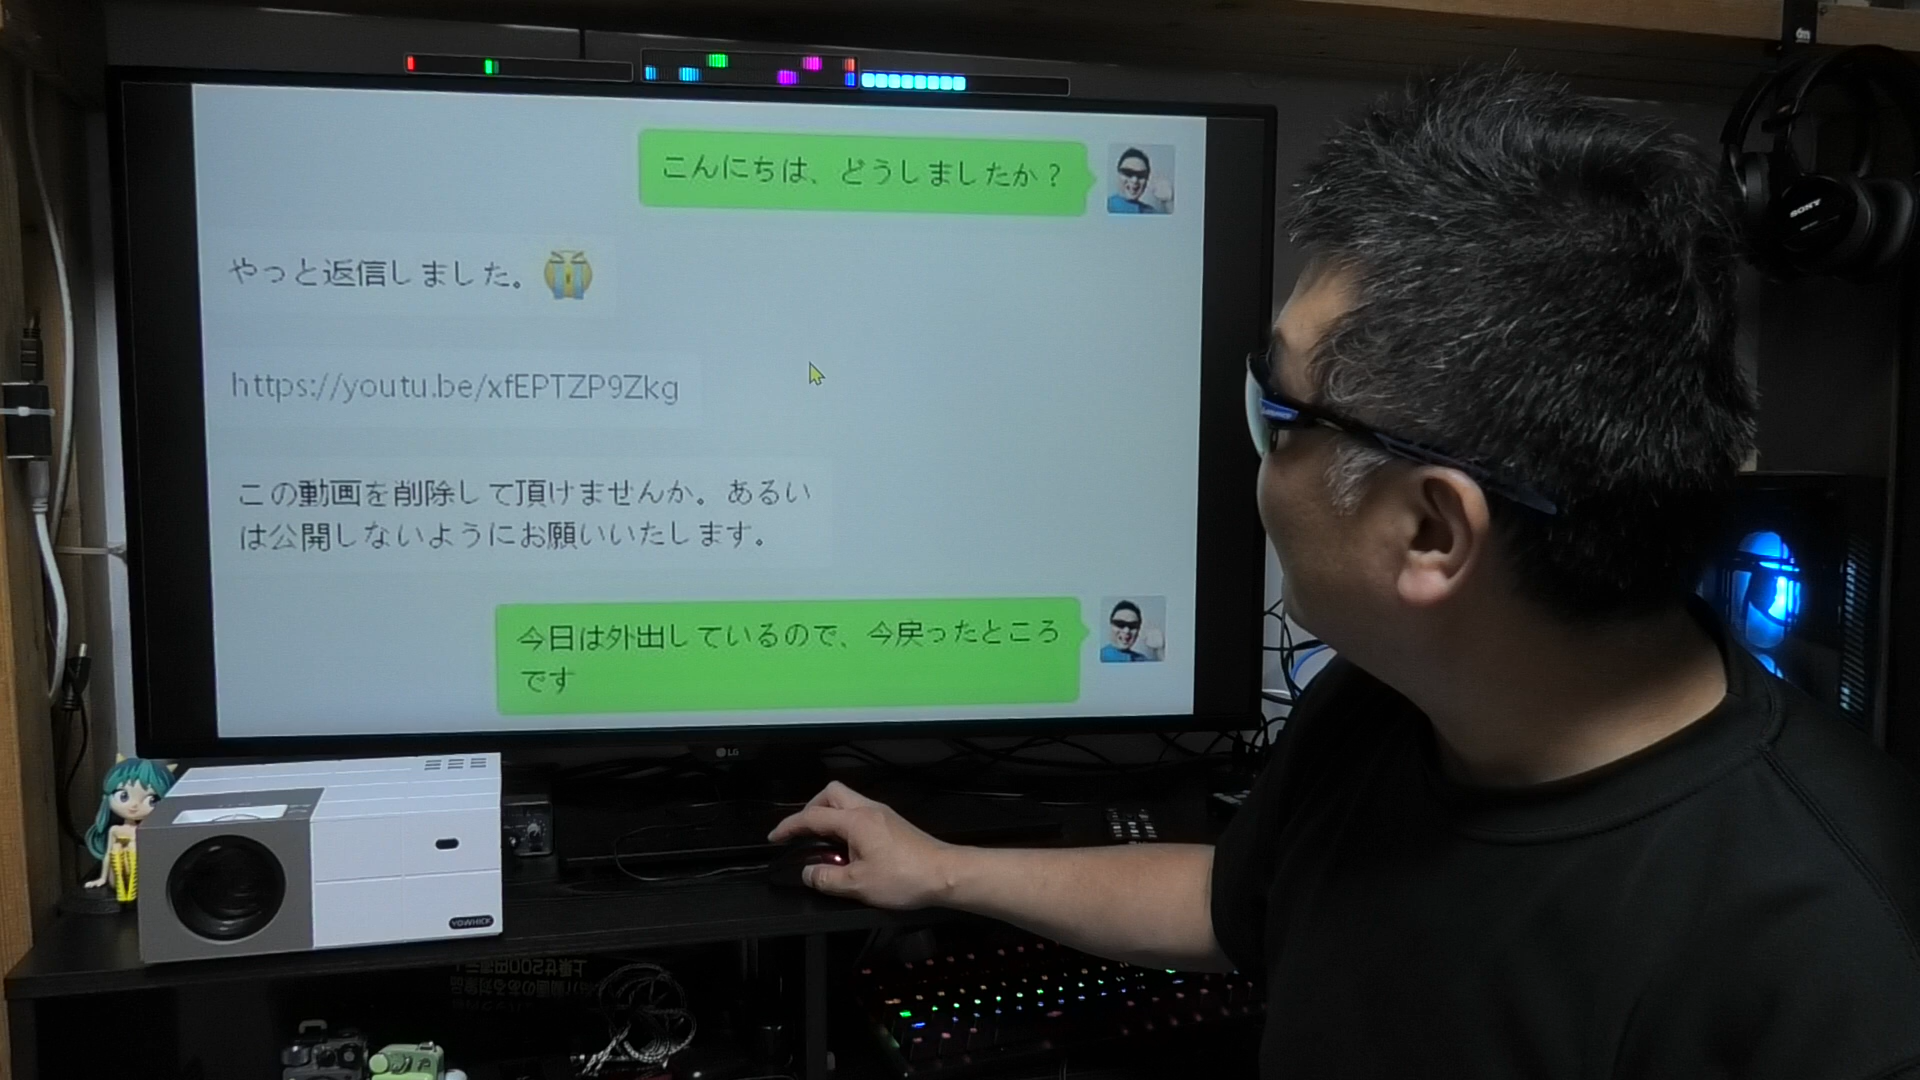 こんにちは、どうしましたか？
やっと返信しました。
https://youtu.be/xfEPTZP9Zkg
この動画を削除して頂けませんか。あるい
は公開しないようにお願いいたします。
今日は外出しているので、今戻ったところ
です
LG
SONY
YOWHICK